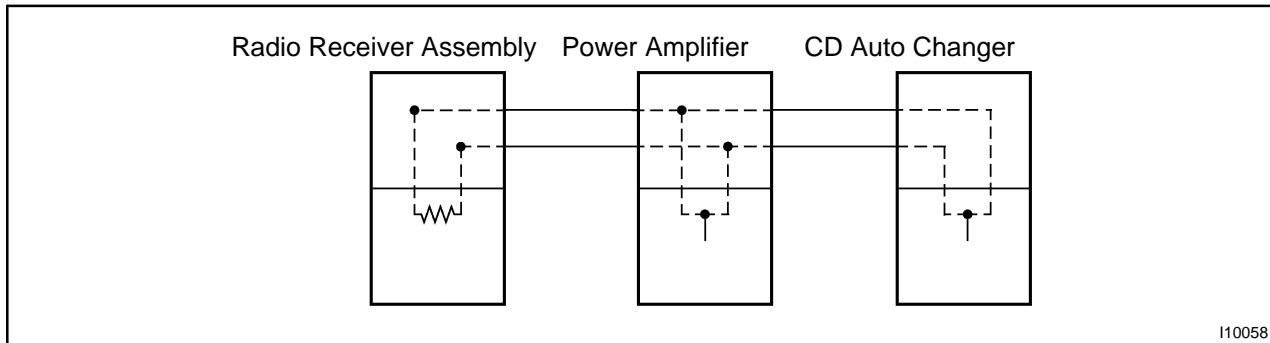 Radio Receiver Assembly Power Amplifier CD Auto Changer
I10058